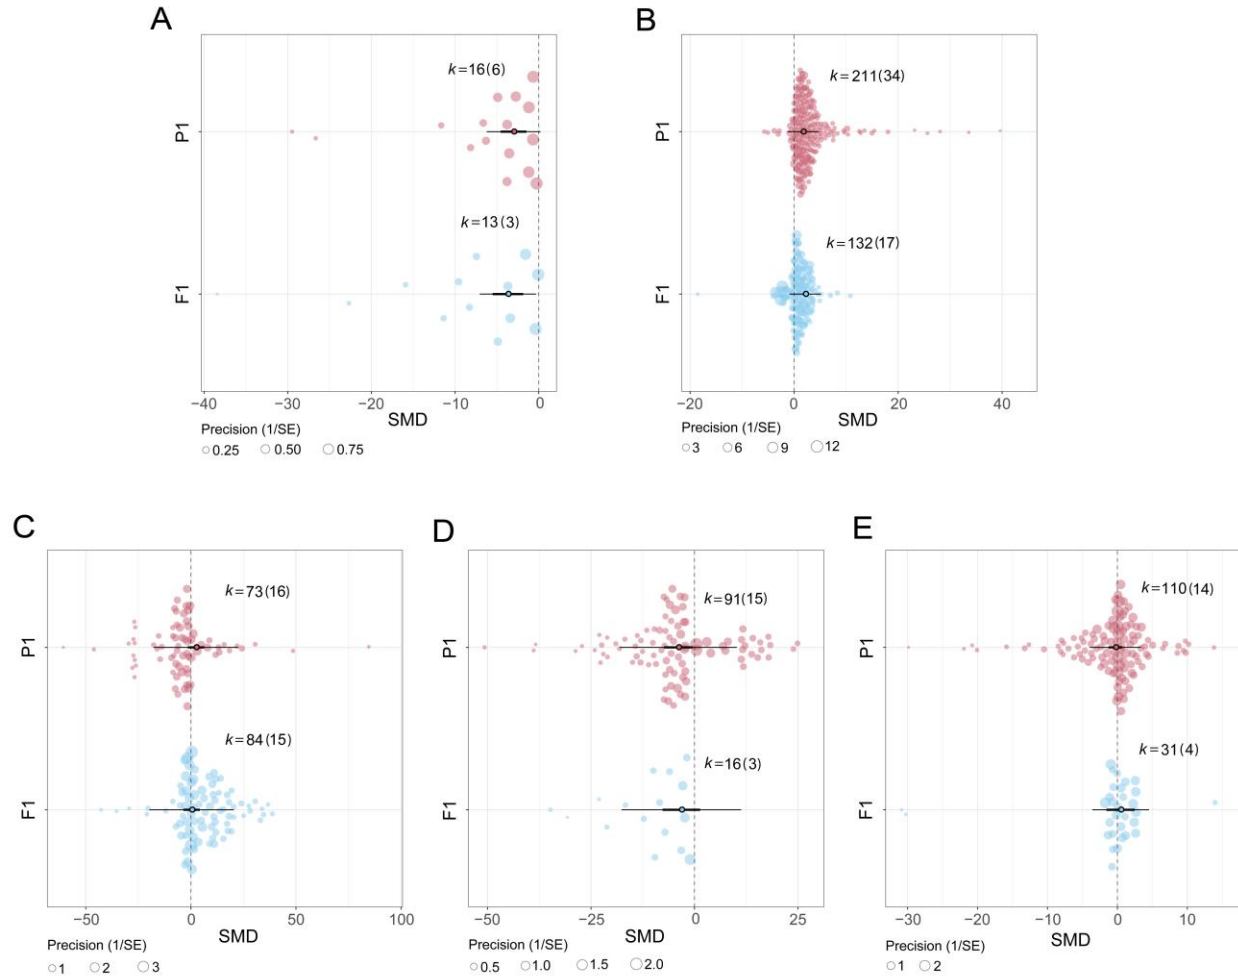 A
k=16(6)
P1
k=13(3)
F1
−40 −30 −20 −10 0
SMD
Precision (1/SE)
0.25 0.50 0.75
B
k=211(34)
P1
k=132(17)
F1
−20 0 20 40
SMD
Precision (1/SE)
3 6 9 12
C
k=73(16)
P1
k=84(15)
F1
−50 0 50 100
SMD
Precision (1/SE)
1 2 3
D
k=91(15)
P1
k=16(3)
F1
−50 −25 0 25
SMD
Precision (1/SE)
0.5 1.0 1.5 2.0
E
k=110(14)
P1
k=31(4)
F1
−30 −20 −10 0 10
SMD
Precision (1/SE)
1 2